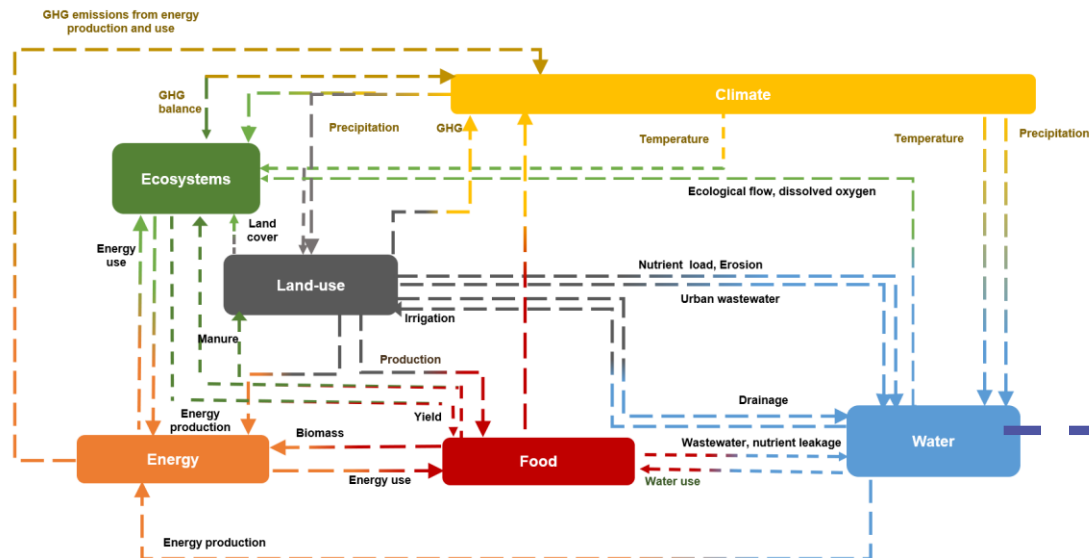 GHG emissions from energy
production and use
Climate
GHG
balance
Precipitation
GHG
Temperature
Temperature
Precipitation
Ecosystems
Ecological flow, dissolved oxygen
Land
cover
Energy
use
Nutrient load, Erosion
Land-use
Urban wastewater
Irrigation
Manure
Production
Drainage
Energy
production
Yield
Biomass
Wastewater, nutrient leakage
Water
Energy
Food
Energy use
Water use
Energy production